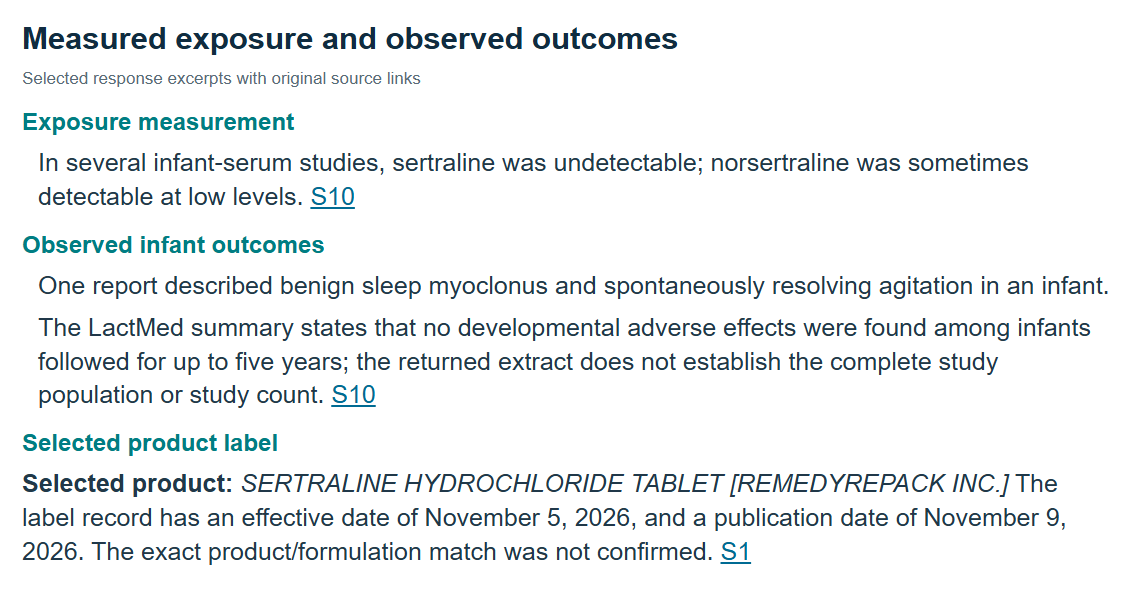 Measured exposure and observed outcomes
Selected response excerpts with original source links
Exposure measurement
In several infant-serum studies, sertraline was undetectable; norsertraline was sometimes
detectable at low levels. S10
Observed infant outcomes
One report described benign sleep myoclonus and spontaneously resolving agitation in an infant.
The LactMed summary states that no developmental adverse effects were found among infants
followed for up to five years; the returned extract does not establish the complete study
population or study count. S10
Selected product label
Selected product: SERTRALINE HYDROCHLORIDE TABLET [REMEDYREPACK INC.] The
label record has an effective date of November 5, 2026, and a publication date of November 9,
2026. The exact product/formulation match was not confirmed. S1